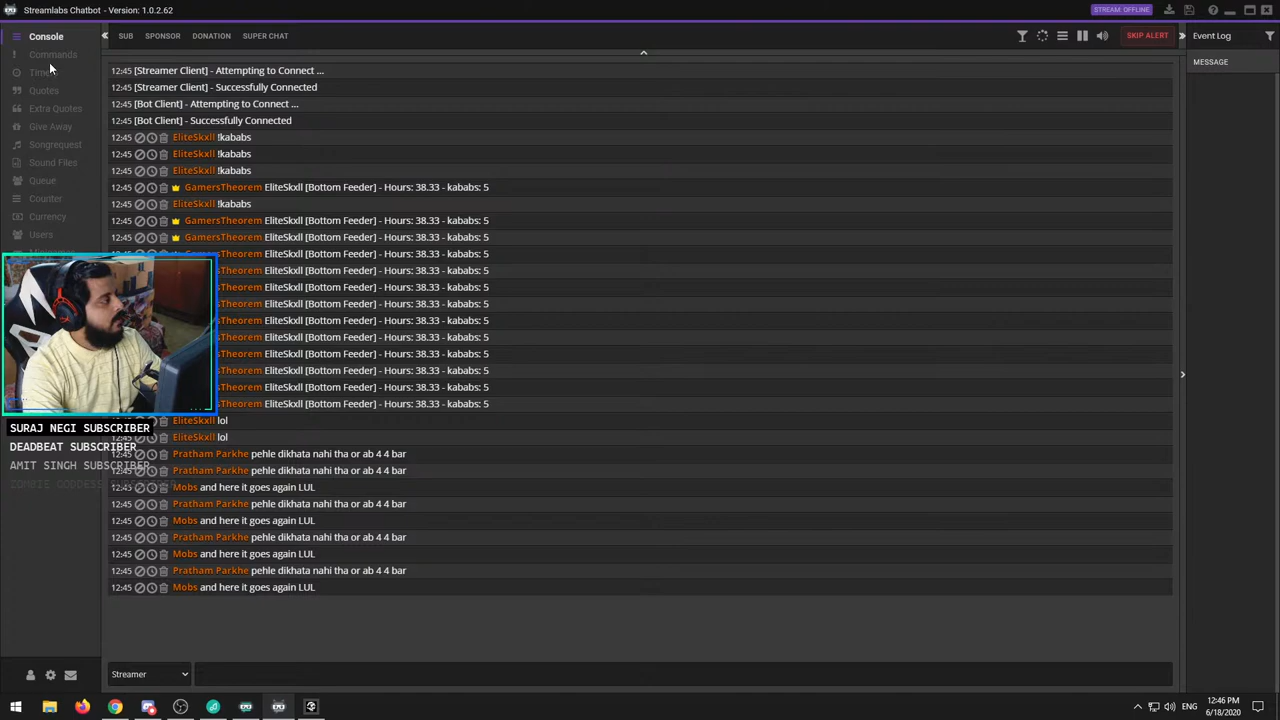 Streamlabs Chatbot - Version: 1.0.2.62
STREAM: OFFLINE
Console
Commands
Quotes
Extra Quotes
Give Away
Songrequest
Sound Files
Queue
Counter
Currency
Users
SUB SPONSOR DONATION SUPER CHAT
SKIP ALERT
Event Log
MESSAGE
12:45 [Streamer Client] - Attempting to Connect ...
12:45 [Streamer Client] - Successfully Connected
12:45 [Bot Client] - Attempting to Connect ...
12:45 [Bot Client] - Successfully Connected
12:45 EliteSkxll !kababs
12:45 EliteSkxll !kababs
12:45 EliteSkxll !kababs
12:45 GamersTheorem EliteSkxll [Bottom Feeder] - Hours: 38.33 - kababs: 5
12:45 EliteSkxll !kababs
12:45 GamersTheorem EliteSkxll [Bottom Feeder] - Hours: 38.33 - kababs: 5
12:45 GamersTheorem EliteSkxll [Bottom Feeder] - Hours: 38.33 - kababs: 5
GamersTheorem EliteSkxll [Bottom Feeder] - Hours: 38.33 - kababs: 5
ersTheorem EliteSkxll [Bottom Feeder] - Hours: 38.33 - kababs: 5
ersTheorem EliteSkxll [Bottom Feeder] - Hours: 38.33 - kababs: 5
ersTheorem EliteSkxll [Bottom Feeder] - Hours: 38.33 - kababs: 5
ersTheorem EliteSkxll [Bottom Feeder] - Hours: 38.33 - kababs: 5
ersTheorem EliteSkxll [Bottom Feeder] - Hours: 38.33 - kababs: 5
ersTheorem EliteSkxll [Bottom Feeder] - Hours: 38.33 - kababs: 5
ersTheorem EliteSkxll [Bottom Feeder] - Hours: 38.33 - kababs: 5
ersTheorem EliteSkxll [Bottom Feeder] - Hours: 38.33 - kababs: 5
ersTheorem EliteSkxll [Bottom Feeder] - Hours: 38.33 - kababs: 5
EliteSkxll lol
EliteSkxll lol
12:45 Pratham Parkhe pehle dikhata nahi tha or ab 4 4 bar
12:45 Pratham Parkhe pehle dikhata nahi tha or ab 4 4 bar
12:45 Mobs and here it goes again LUL
12:45 Pratham Parkhe pehle dikhata nahi tha or ab 4 4 bar
12:45 Mobs and here it goes again LUL
12:45 Pratham Parkhe pehle dikhata nahi tha or ab 4 4 bar
12:45 Mobs and here it goes again LUL
12:45 Pratham Parkhe pehle dikhata nahi tha or ab 4 4 bar
12:45 Mobs and here it goes again LUL
SURAJ NEGI SUBSCRIBER
DEADBEAT SUBSCRIBER
AMIT SINGH SUBSCRIBER
ZOMBIE GODDESS SUBSCRIBER
Streamer
ENG
12:46 PM
6/18/2020